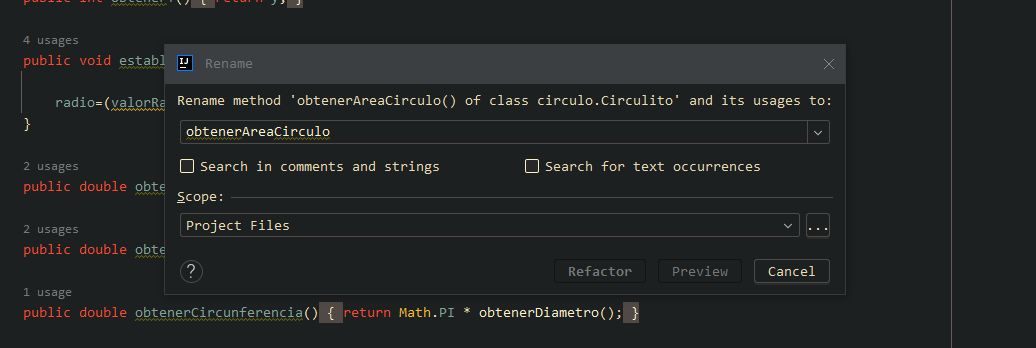 public int obtenerY() { return y; }
4 usages
public void establ
Rename
Rename method 'obtenerAreaCirculo() of class circulo.Circulito' and its usages to:
radio=(valorRa
obtenerAreaCirculo
}
Search in comments and strings Search for text occurrences
2 usages
public double obte
Scope:
Project Files ...
2 usages
public double obte
? Refactor Preview Cancel
1 usage
public double obtenerCircunferencia() { return Math.PI * obtenerDiametro(); }